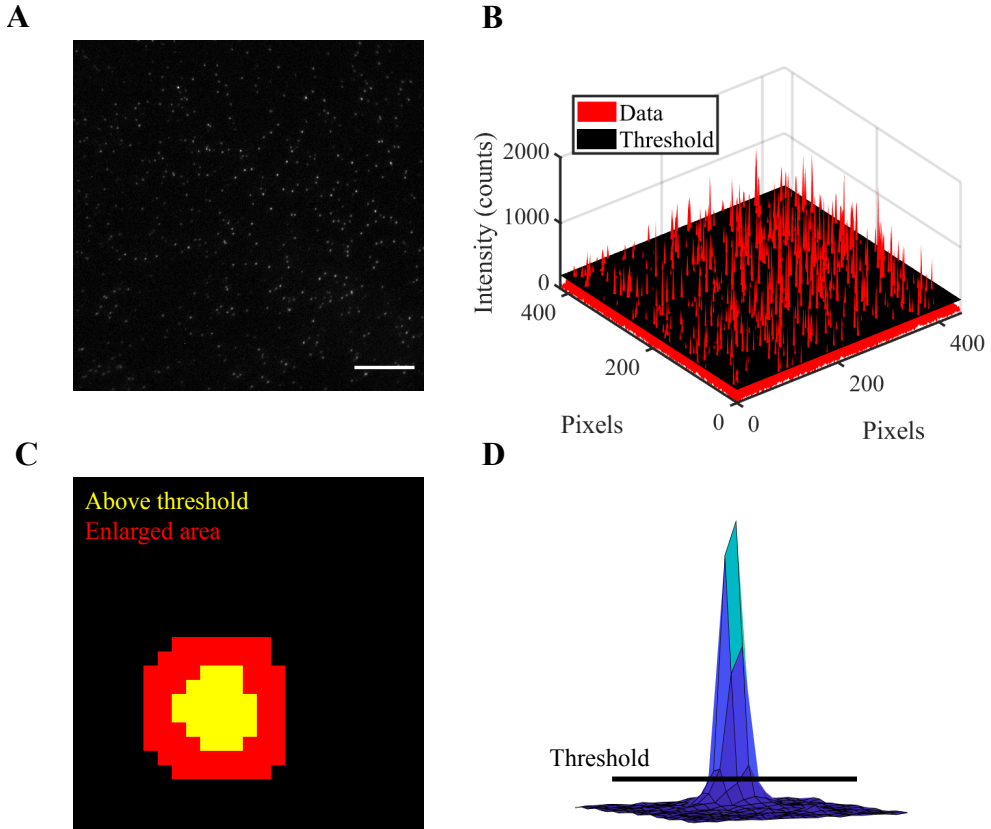 A
B
Data
Threshold
Intensity (counts)
2000
1000
0
400
200
0
0
200
400
Pixels
Pixels
C
Above threshold
Enlarged area
D
Threshold